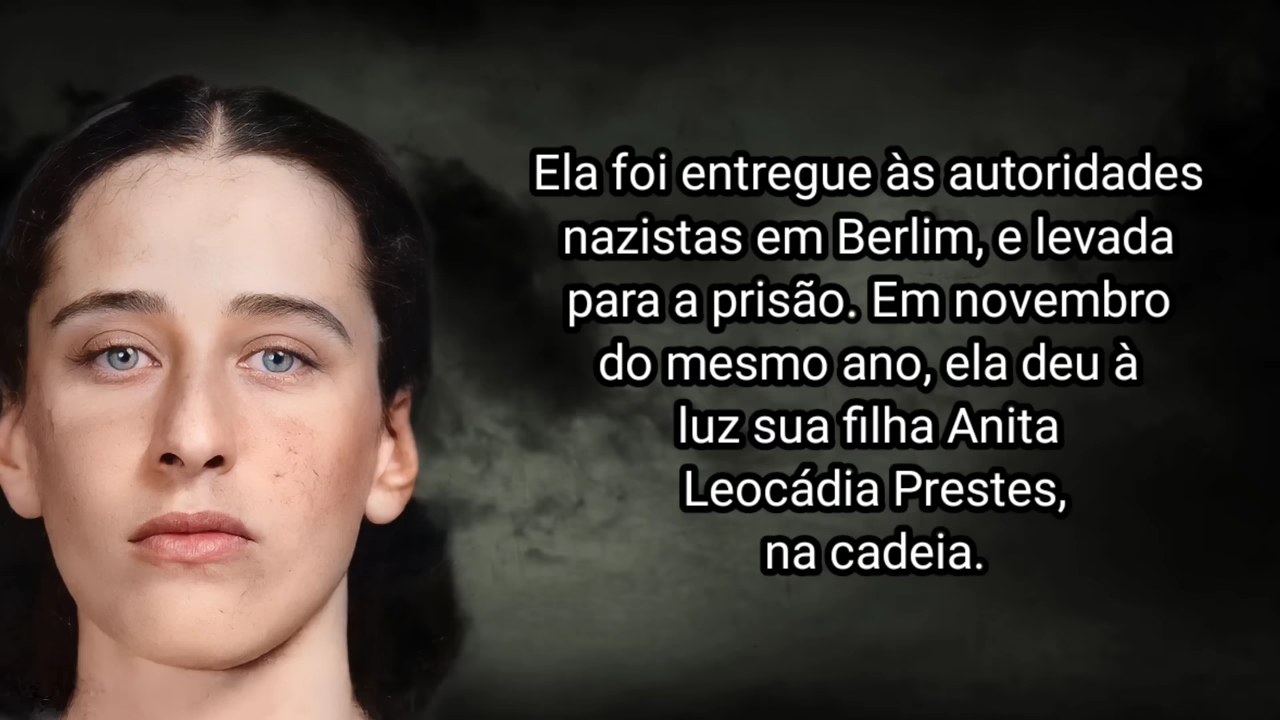 Ela foi entregue às autoridades
nazistas em Berlim, e levada
para a prisão. Em novembro
do mesmo ano, ela deu à
luz sua filha Anita
Leocádia Prestes,
na cadeia.